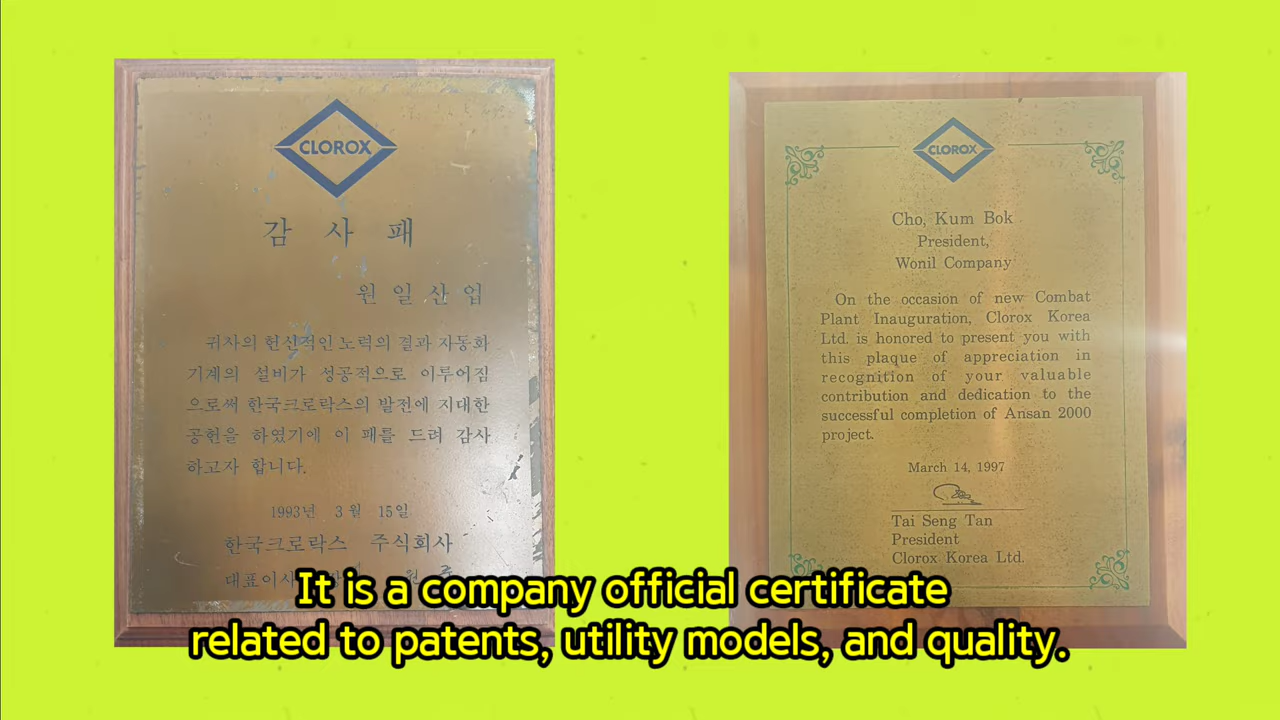 CLOROX
감 사 패
원 일 산 업
귀사의 헌신적인 노력의 결과 자동화
기계의 설비가 성공적으로 이루어짐
으로써 한국크로락스의 발전에 지대한
공헌을 하였기에 이 패를 드려 감사
하고자 합니다.
1993년 3월 15일
한국크로락스 주식회사
대표이사
CLOROX
Cho, Kum Bok
President,
Wonil Company
On the occasion of new Combat
Plant Inauguration, Clorox Korea
Ltd. is honored to present you with
this plaque of appreciation in
recognition of your valuable
contribution and dedication to the
successful completion of Ansan 2000
project.
March 14, 1997
Tai Seng Tan
President
Clorox Korea Ltd.
It is a company official certificate
related to patents, utility models, and quality.